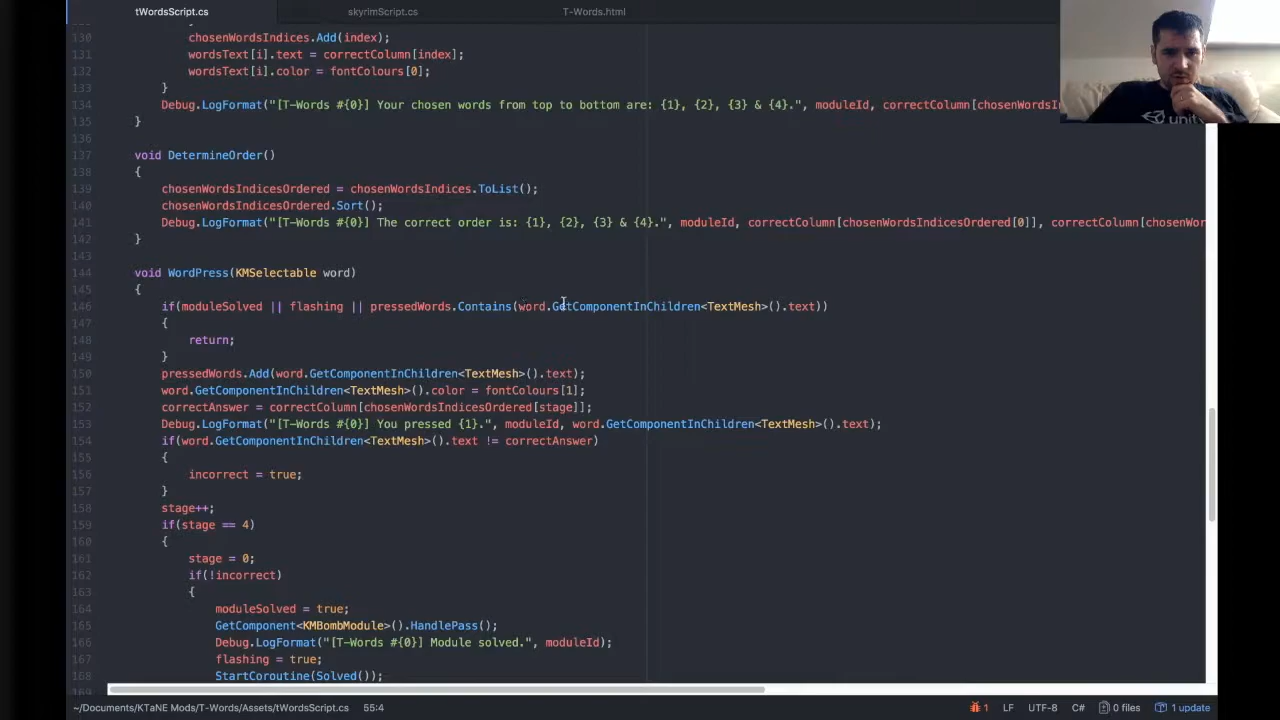 tWordsScript.cs skyrimScript.cs T-Words.html
130 chosenWordsIndices.Add(index);
131 wordsText[i].text = correctColumn[index];
132 wordsText[i].color = fontColours[0];
133 }
134 Debug.LogFormat("[T-Words #{0}] Your chosen words from top to bottom are: {1}, {2}, {3} & {4}.", moduleId, correctColumn[chosenWordsIn
135 }
136
137 void DetermineOrder()
138 {
139 chosenWordsIndicesOrdered = chosenWordsIndices.ToList();
140 chosenWordsIndicesOrdered.Sort();
141 Debug.LogFormat("[T-Words #{0}] The correct order is: {1}, {2}, {3} & {4}.", moduleId, correctColumn[chosenWordsIndicesOrdered[0]], correctColumn[chosenWor
142 }
143
144 void WordPress(KMSelectable word)
145 {
146 if(moduleSolved || flashing || pressedWords.Contains(word.GetComponentInChildren<TextMesh>().text))
147 {
148 return;
149 }
150 pressedWords.Add(word.GetComponentInChildren<TextMesh>().text);
151 word.GetComponentInChildren<TextMesh>().color = fontColours[1];
152 correctAnswer = correctColumn[chosenWordsIndicesOrdered[stage]];
153 Debug.LogFormat("[T-Words #{0}] You pressed {1}.", moduleId, word.GetComponentInChildren<TextMesh>().text);
154 if(word.GetComponentInChildren<TextMesh>().text != correctAnswer)
155 {
156 incorrect = true;
157 }
158 stage++;
159 if(stage == 4)
160 {
161 stage = 0;
162 if(!incorrect)
163 {
164 moduleSolved = true;
165 GetComponent<KMBombModule>().HandlePass();
166 Debug.LogFormat("[T-Words #{0}] Module solved.", moduleId);
167 flashing = true;
168 StartCoroutine(Solved());
169
~/Documents/KTaNE Mods/T-Words/Assets/tWordsScript.cs 55:4 1 LF UTF-8 C# 0 files 1 update
unity